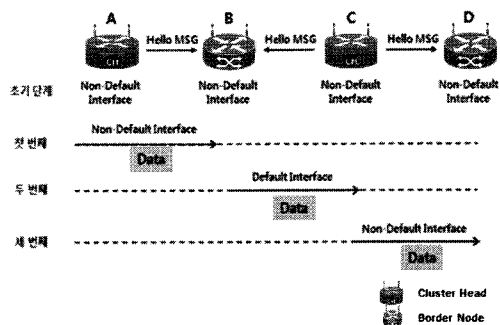 A B C D
Hello MSG Hello MSG Hello MSG
CH CH
초기 단계 Non-Default Interface Non-Default Interface Non-Default Interface Non-Default Interface
첫 번째 Non-Default Interface
Data
두 번째 Default Interface
Data
세 번째 Non-Default Interface
Data
Cluster Head
Border Node